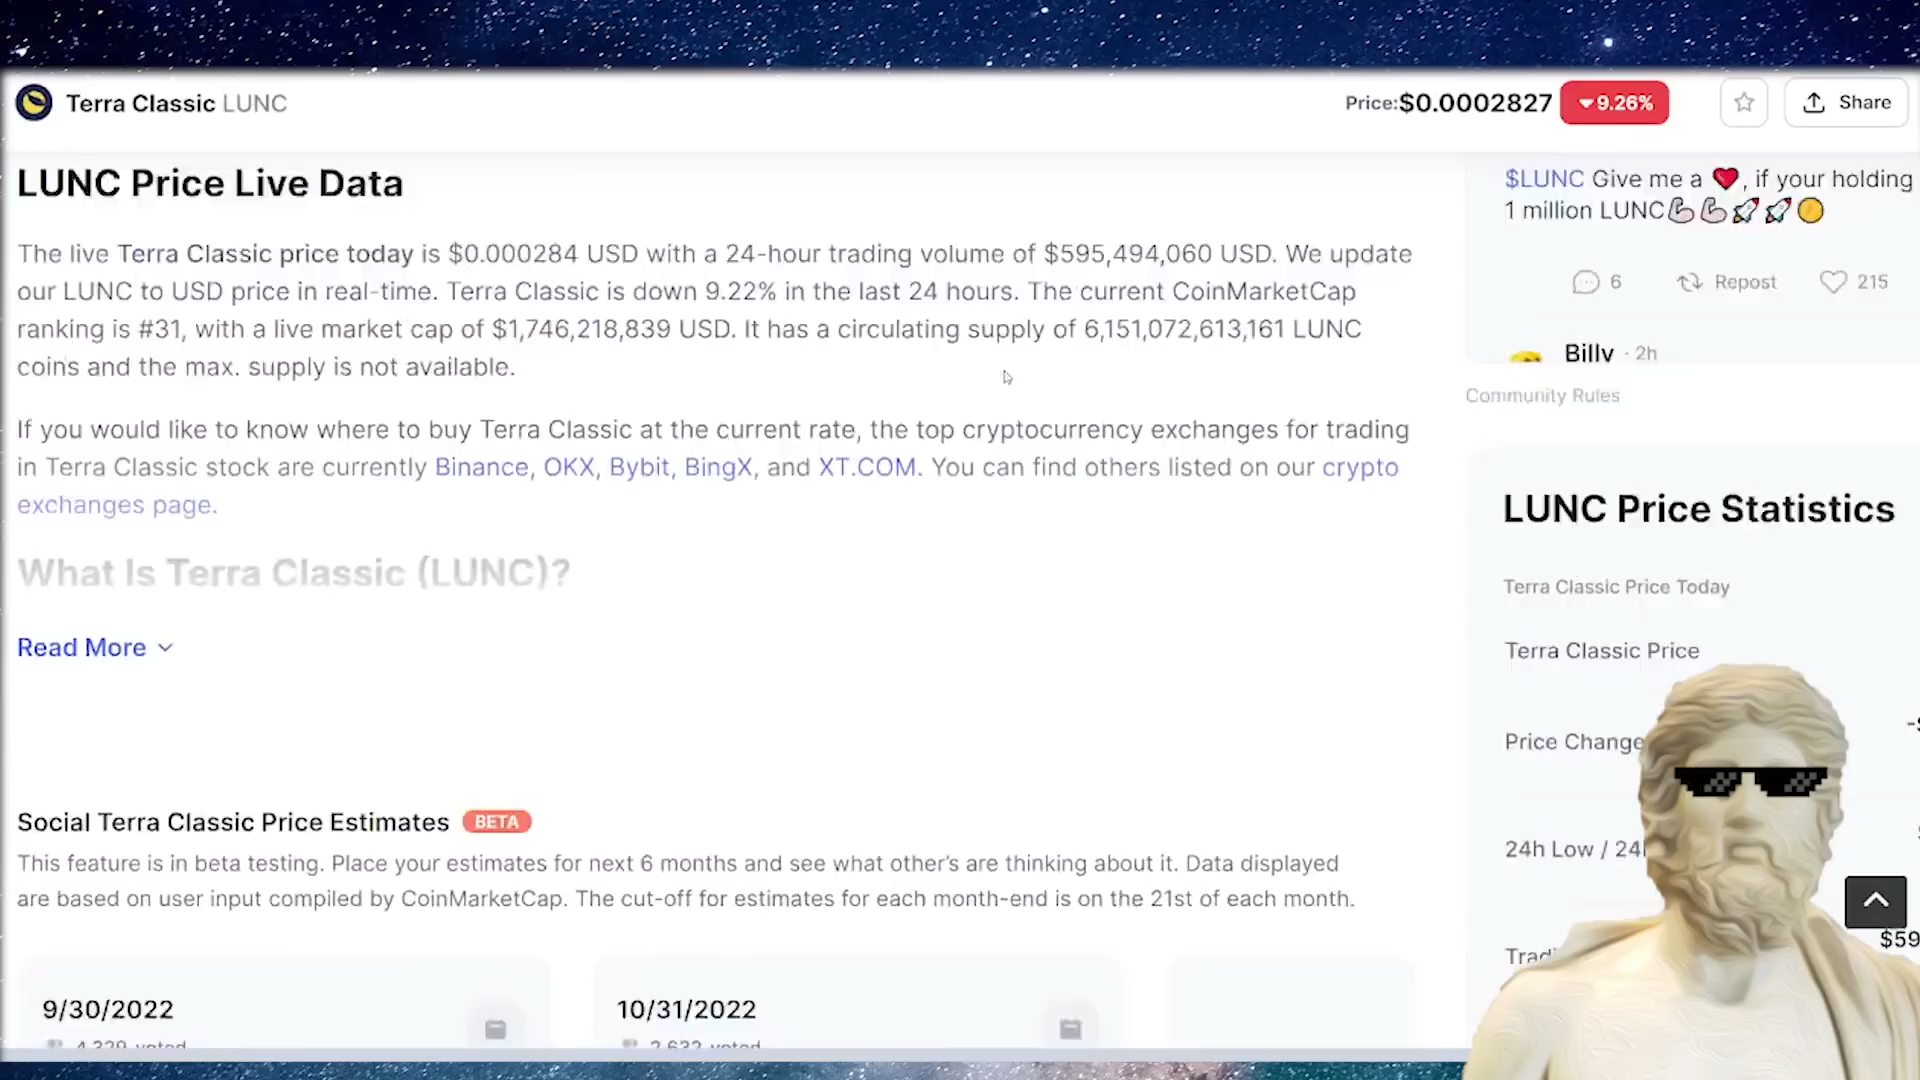 Terra Classic LUNC
Price:$0.0002827
9.26%
Share
LUNC Price Live Data
The live Terra Classic price today is $0.000284 USD with a 24-hour trading volume of $595,494,060 USD. We update
our LUNC to USD price in real-time. Terra Classic is down 9.22% in the last 24 hours. The current CoinMarketCap
ranking is #31, with a live market cap of $1,746,218,839 USD. It has a circulating supply of 6,151,072,613,161 LUNC
coins and the max. supply is not available.
If you would like to know where to buy Terra Classic at the current rate, the top cryptocurrency exchanges for trading
in Terra Classic stock are currently Binance, OKX, Bybit, BingX, and XT.COM. You can find others listed on our crypto
exchanges page.
What Is Terra Classic (LUNC)?
Read More
Social Terra Classic Price Estimates BETA
This feature is in beta testing. Place your estimates for next 6 months and see what other's are thinking about it. Data displayed
are based on user input compiled by CoinMarketCap. The cut-off for estimates for each month-end is on the 21st of each month.
9/30/2022
4,329 voted
10/31/2022
2,632 voted
$LUNC Give me a ❤️, if your holding
1 million LUNC💪💪🚀🚀🟡
6
Repost
215
Billy · 2h
Community Rules
LUNC Price Statistics
Terra Classic Price Today
Terra Classic Price
Price Change
24h Low / 24
$59